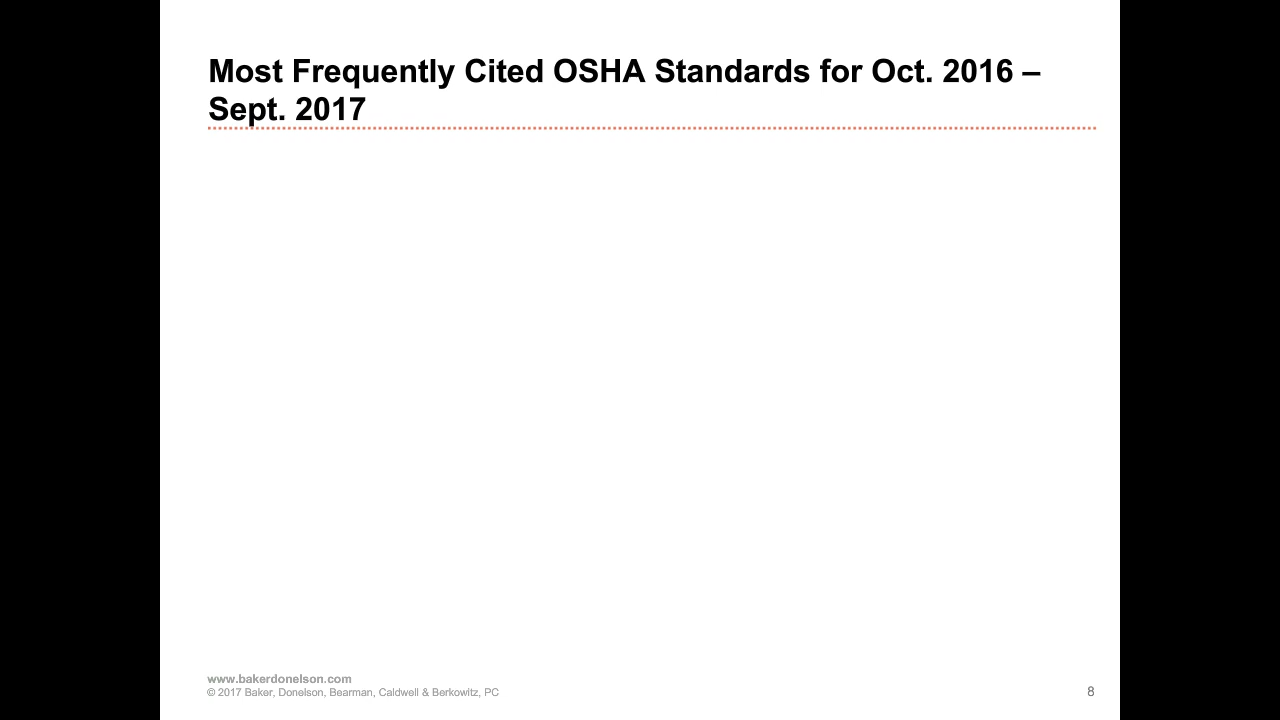 Most Frequently Cited OSHA Standards for Oct. 2016 –
Sept. 2017
www.bakerdonelson.com
© 2017 Baker, Donelson, Bearman, Caldwell & Berkowitz, PC
8